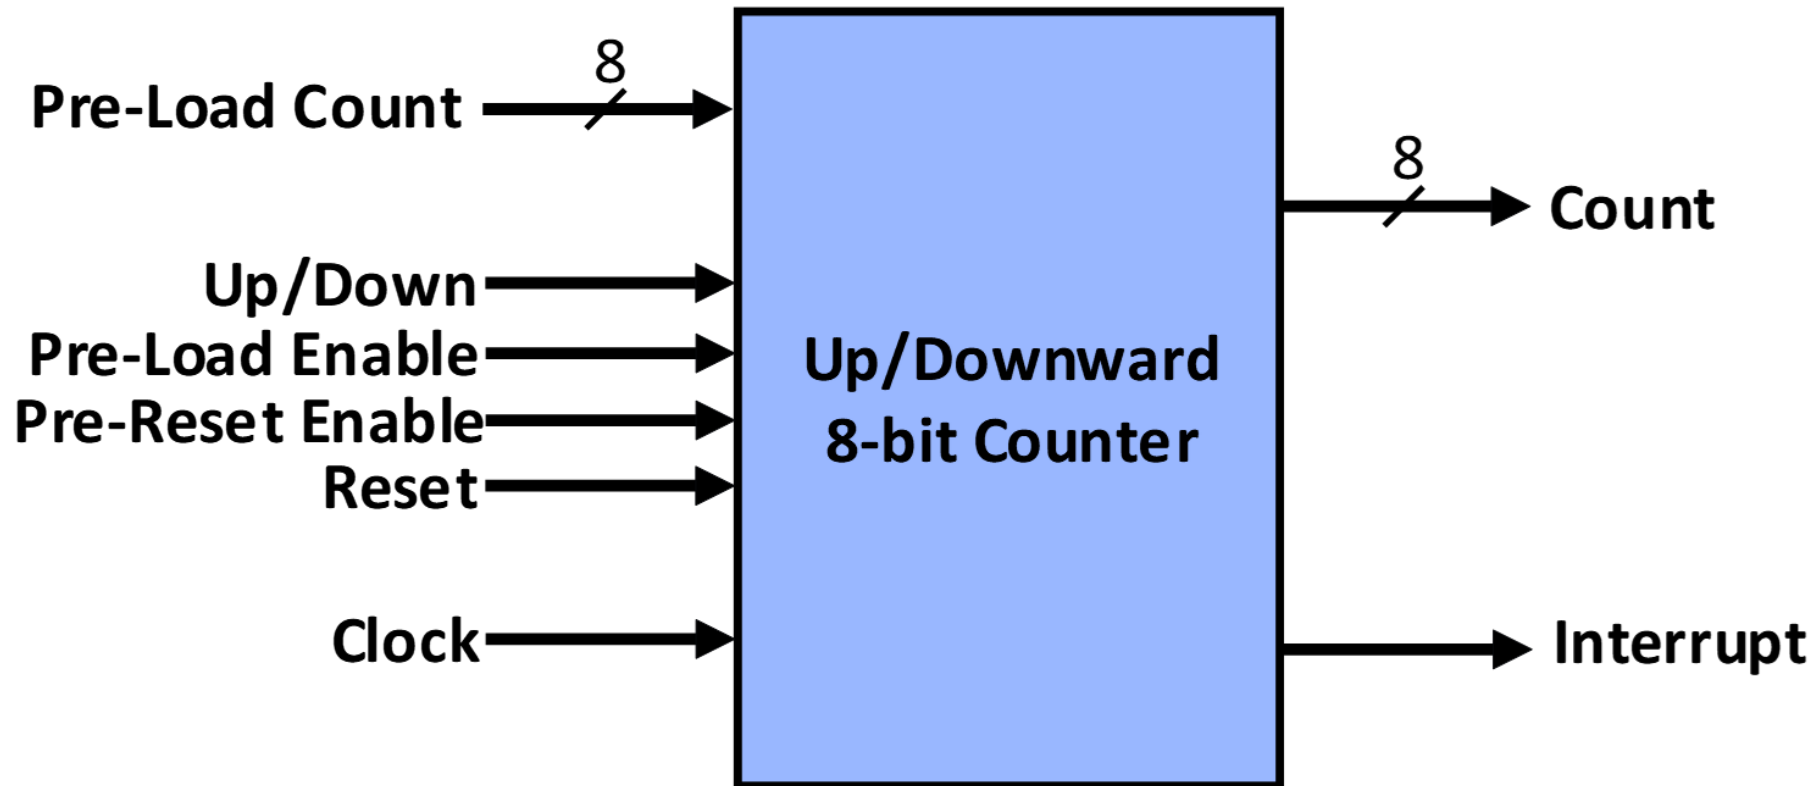 8
Pre-Load Count
8
Count
Up/Down
Pre-Load Enable
Up/Downward
Pre-Reset Enable
8-bit Counter
Reset
Clock
Interrupt